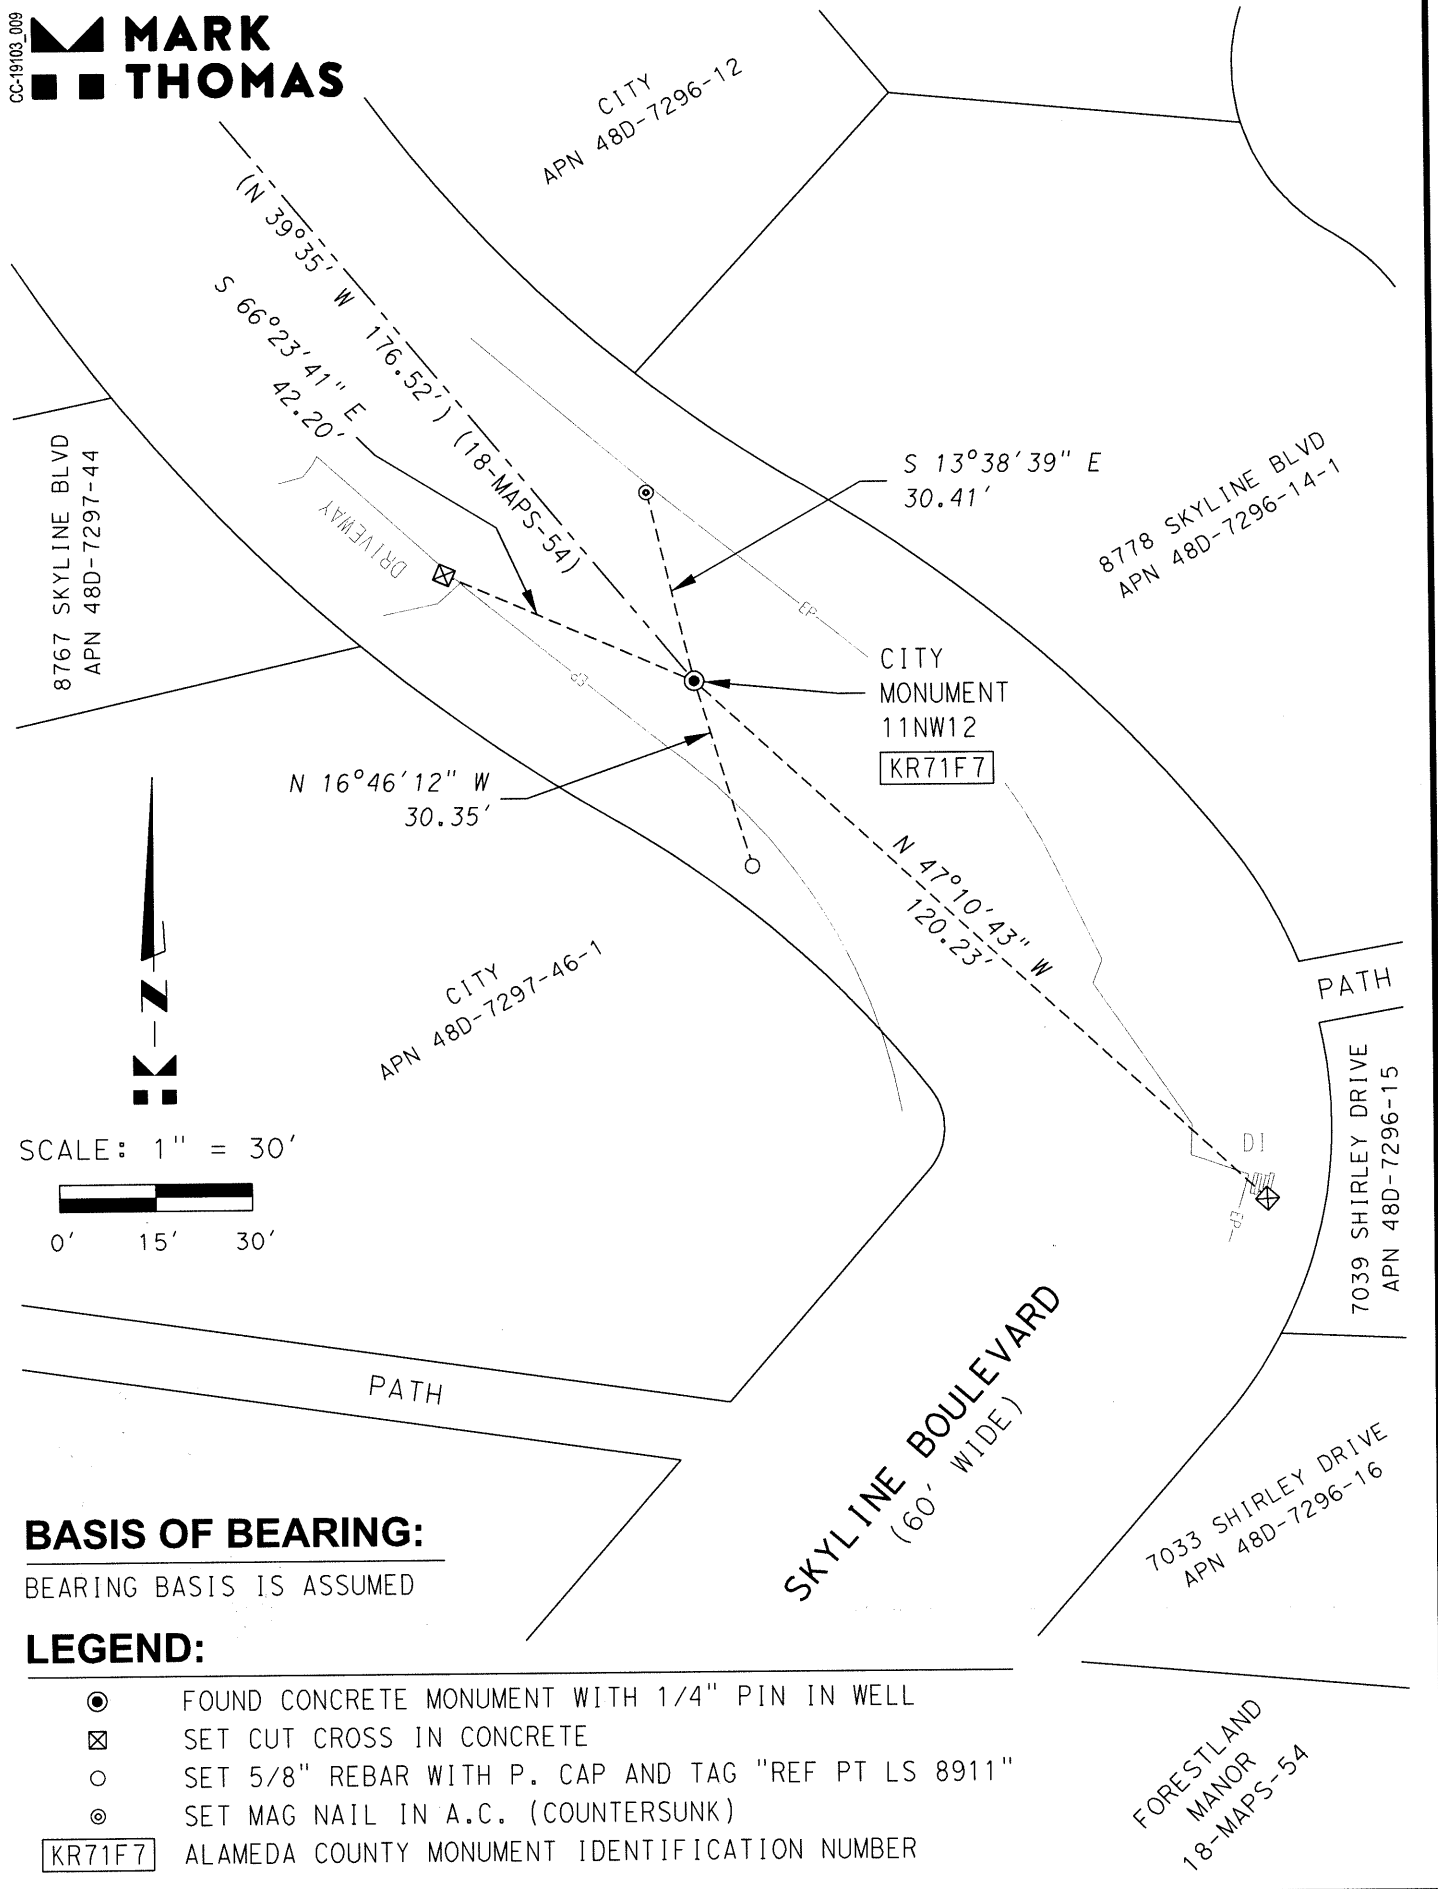 CC-19103_009
MARK
THOMAS
CITY
APN 48D-7296-12
(N 39°35' W 176.52') (18-MAPS-54)
S 66°23'41" E
42.20'
8767 SKYLINE BLVD
APN 48D-7297-44
DRIVEWAY
S 13°38'39" E
30.41'
8778 SKYLINE BLVD
APN 48D-7296-14-1
EP
EP
CITY
MONUMENT
11NW12
KR71F7
N 16°46'12" W
30.35'
N 47°10'43" W
120.23'
CITY
APN 48D-7297-46-1
PATH
7039 SHIRLEY DRIVE
APN 48D-7296-15
DI
EP
N
SCALE: 1" = 30'
0' 15' 30'
PATH
SKYLINE BOULEVARD
(60' WIDE)
7033 SHIRLEY DRIVE
APN 48D-7296-16
BASIS OF BEARING:
BEARING BASIS IS ASSUMED
LEGEND:
FOUND CONCRETE MONUMENT WITH 1/4" PIN IN WELL
SET CUT CROSS IN CONCRETE
SET 5/8" REBAR WITH P. CAP AND TAG "REF PT LS 8911"
SET MAG NAIL IN A.C. (COUNTERSUNK)
KR71F7 ALAMEDA COUNTY MONUMENT IDENTIFICATION NUMBER
FORESTLAND
MANOR
18-MAPS-54